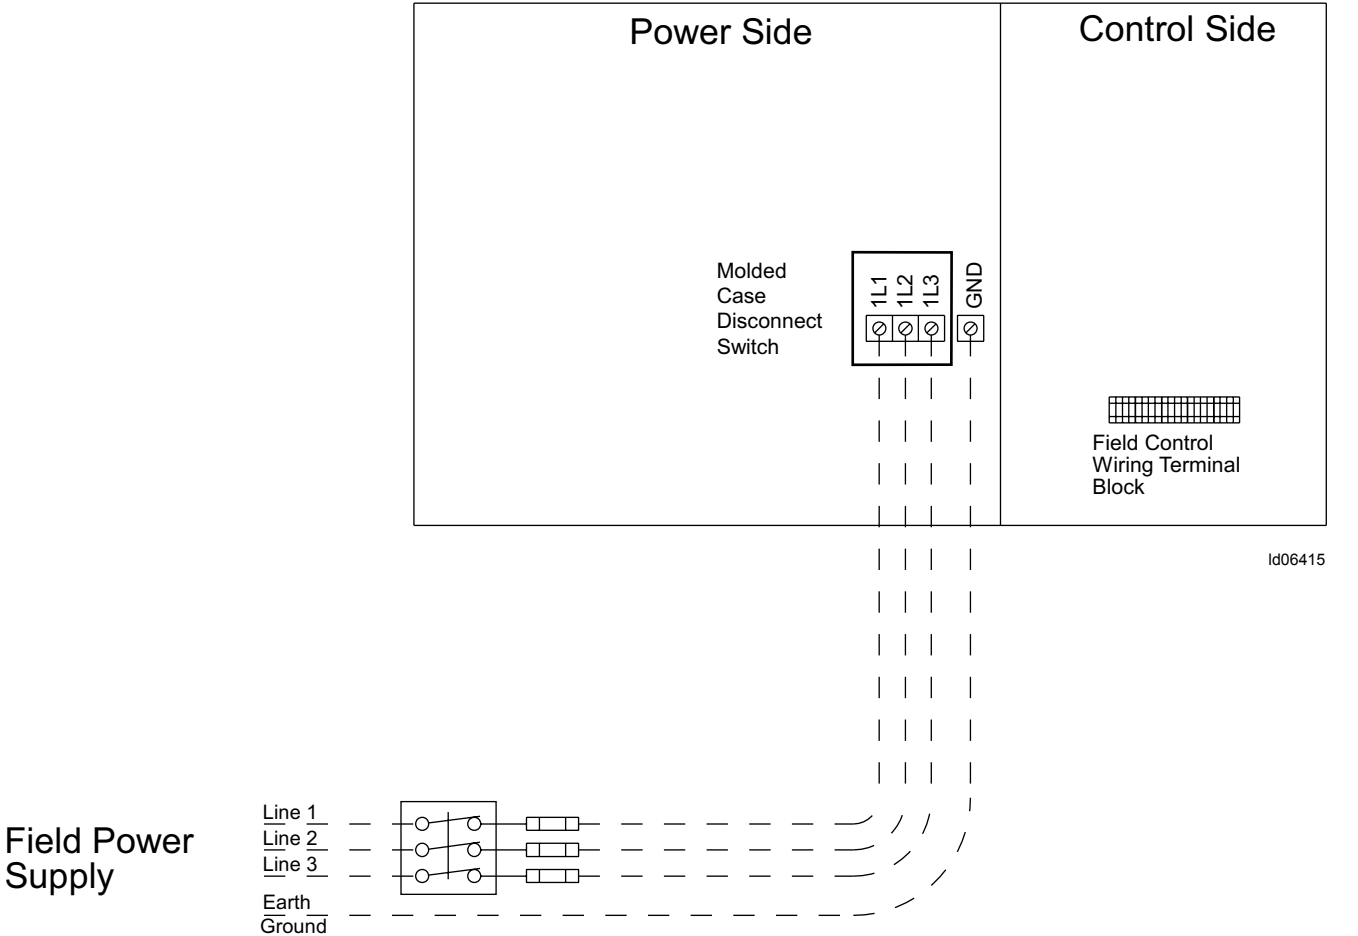 Power Side
Control Side
Molded
Case
Disconnect
Switch
1L1
1L2
1L3
GND
Field Control
Wiring Terminal
Block
ld06415
Field Power
Supply
Line 1
Line 2
Line 3
Earth
Ground